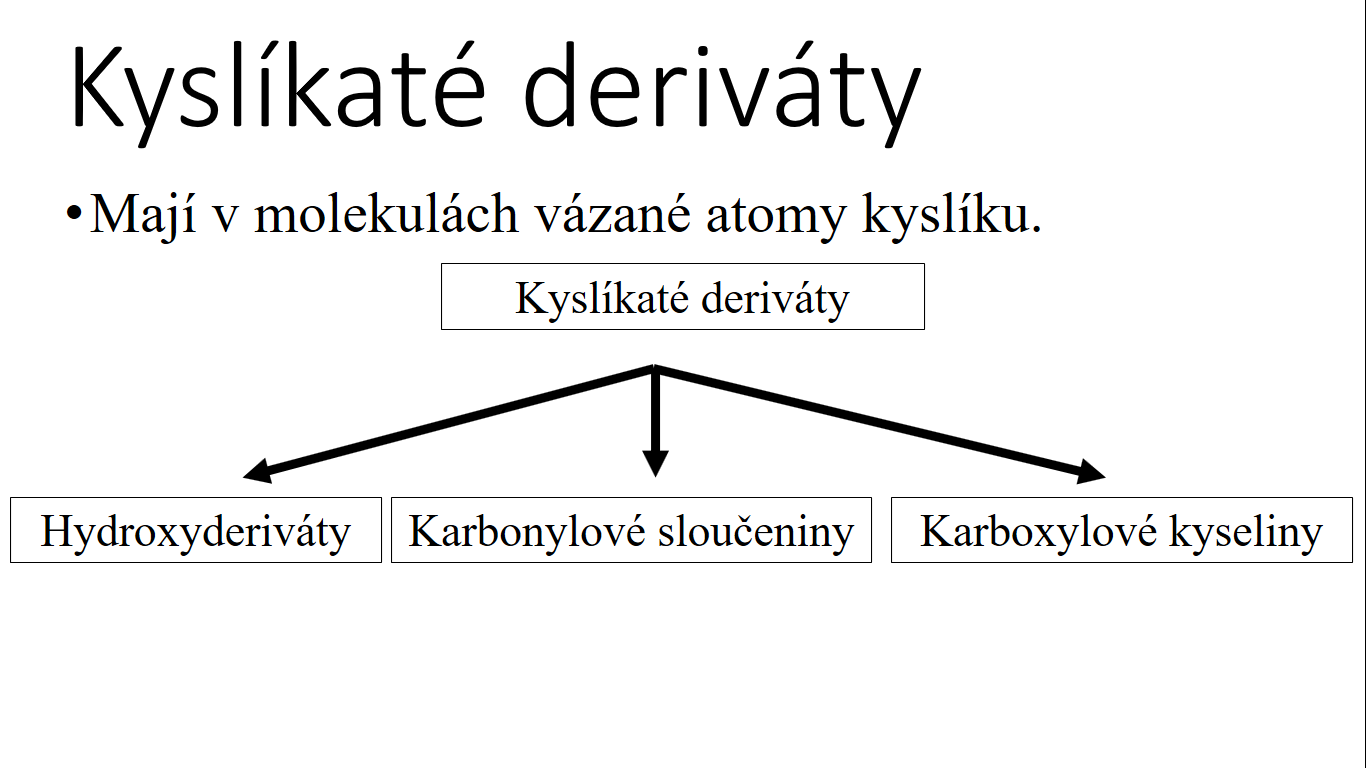 Kyslíkaté deriváty
•Mají v molekulách vázané atomy kyslíku.
Kyslíkaté deriváty
Hydroxyderiváty
Karbonylové sloučeniny
Karboxylové kyseliny